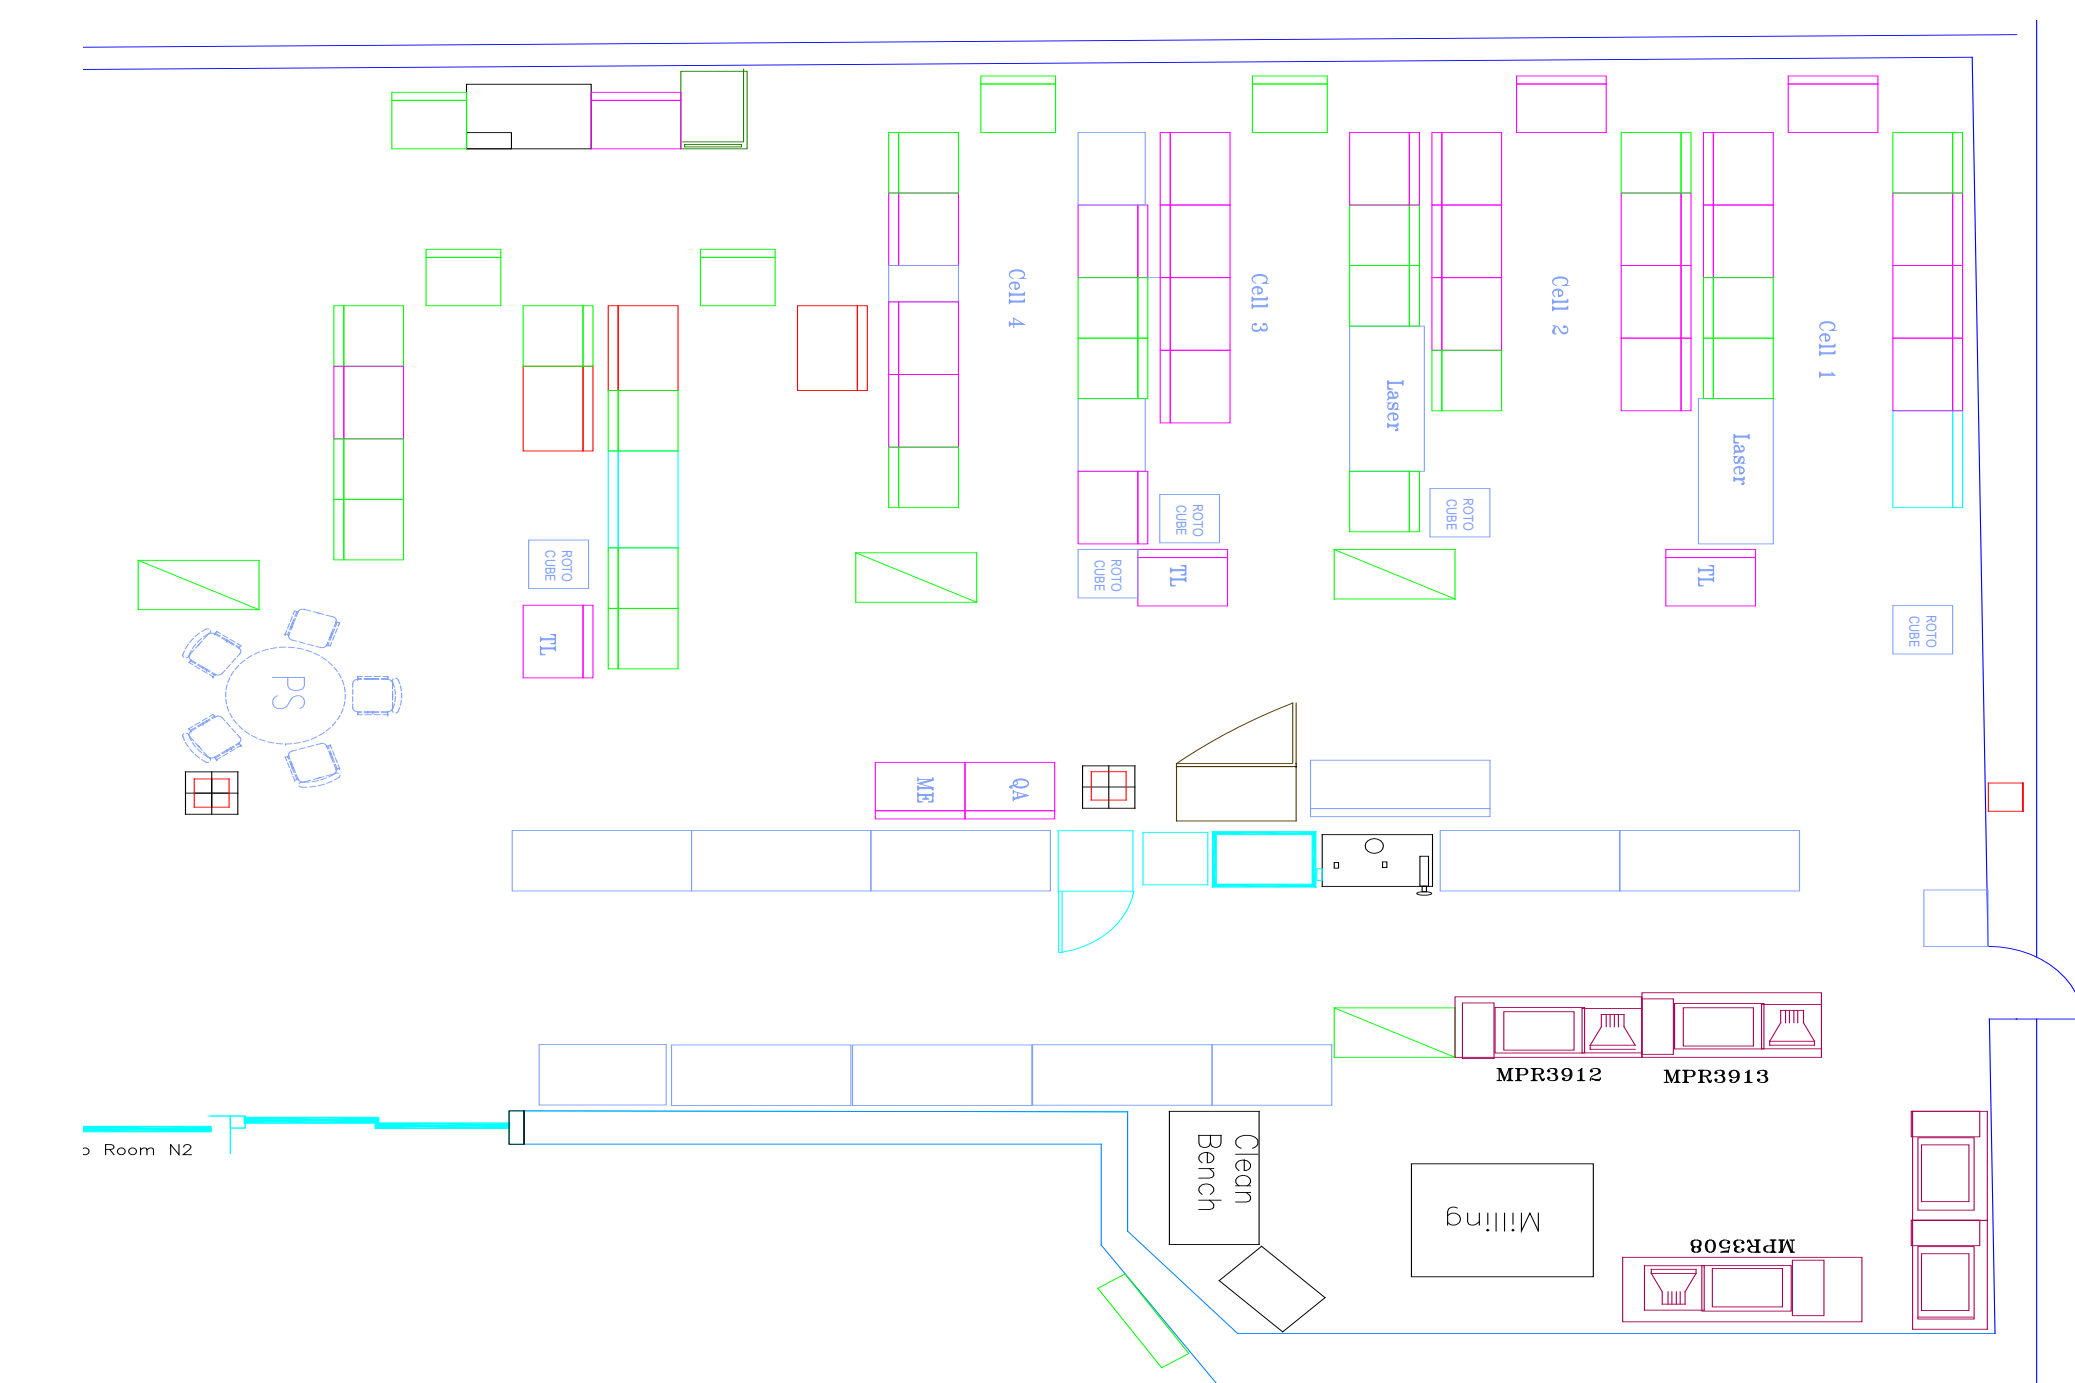 Cell 4
Cell 3
Cell 2
Cell 1
Laser
Laser
ROTO
CUBE
ROTO
CUBE
ROTO
CUBE
ROTO
CUBE
ROTO
CUBE
TL
TL
TL
PS
ME
QA
MPR3912
MPR3913
Room N2
Clean
Bench
Milling
MPR3508